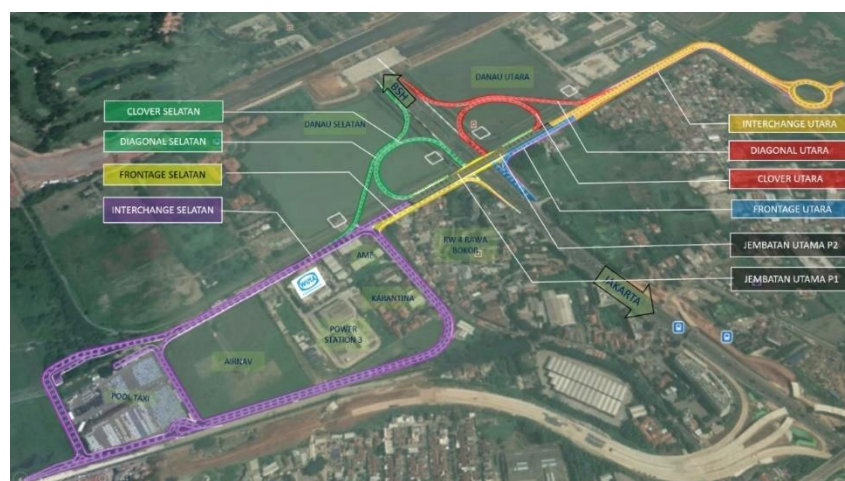 DANAU UTARA
BSH
CLOVER SELATAN
DANAU SELATAN
DIAGONAL SELATAN
FRONTAGE SELATAN
INTERCHANGE SELATAN
INTERCHANGE UTARA
DIAGONAL UTARA
CLOVER UTARA
FRONTAGE UTARA
JEMBATAN UTAMA P2
JEMBATAN UTAMA P1
RW 4 RAWA
BOKOR
AMF
WIKA
KARANTINA
JAKARTA
POWER
STATION 3
AIRNAV
POOL TAXI